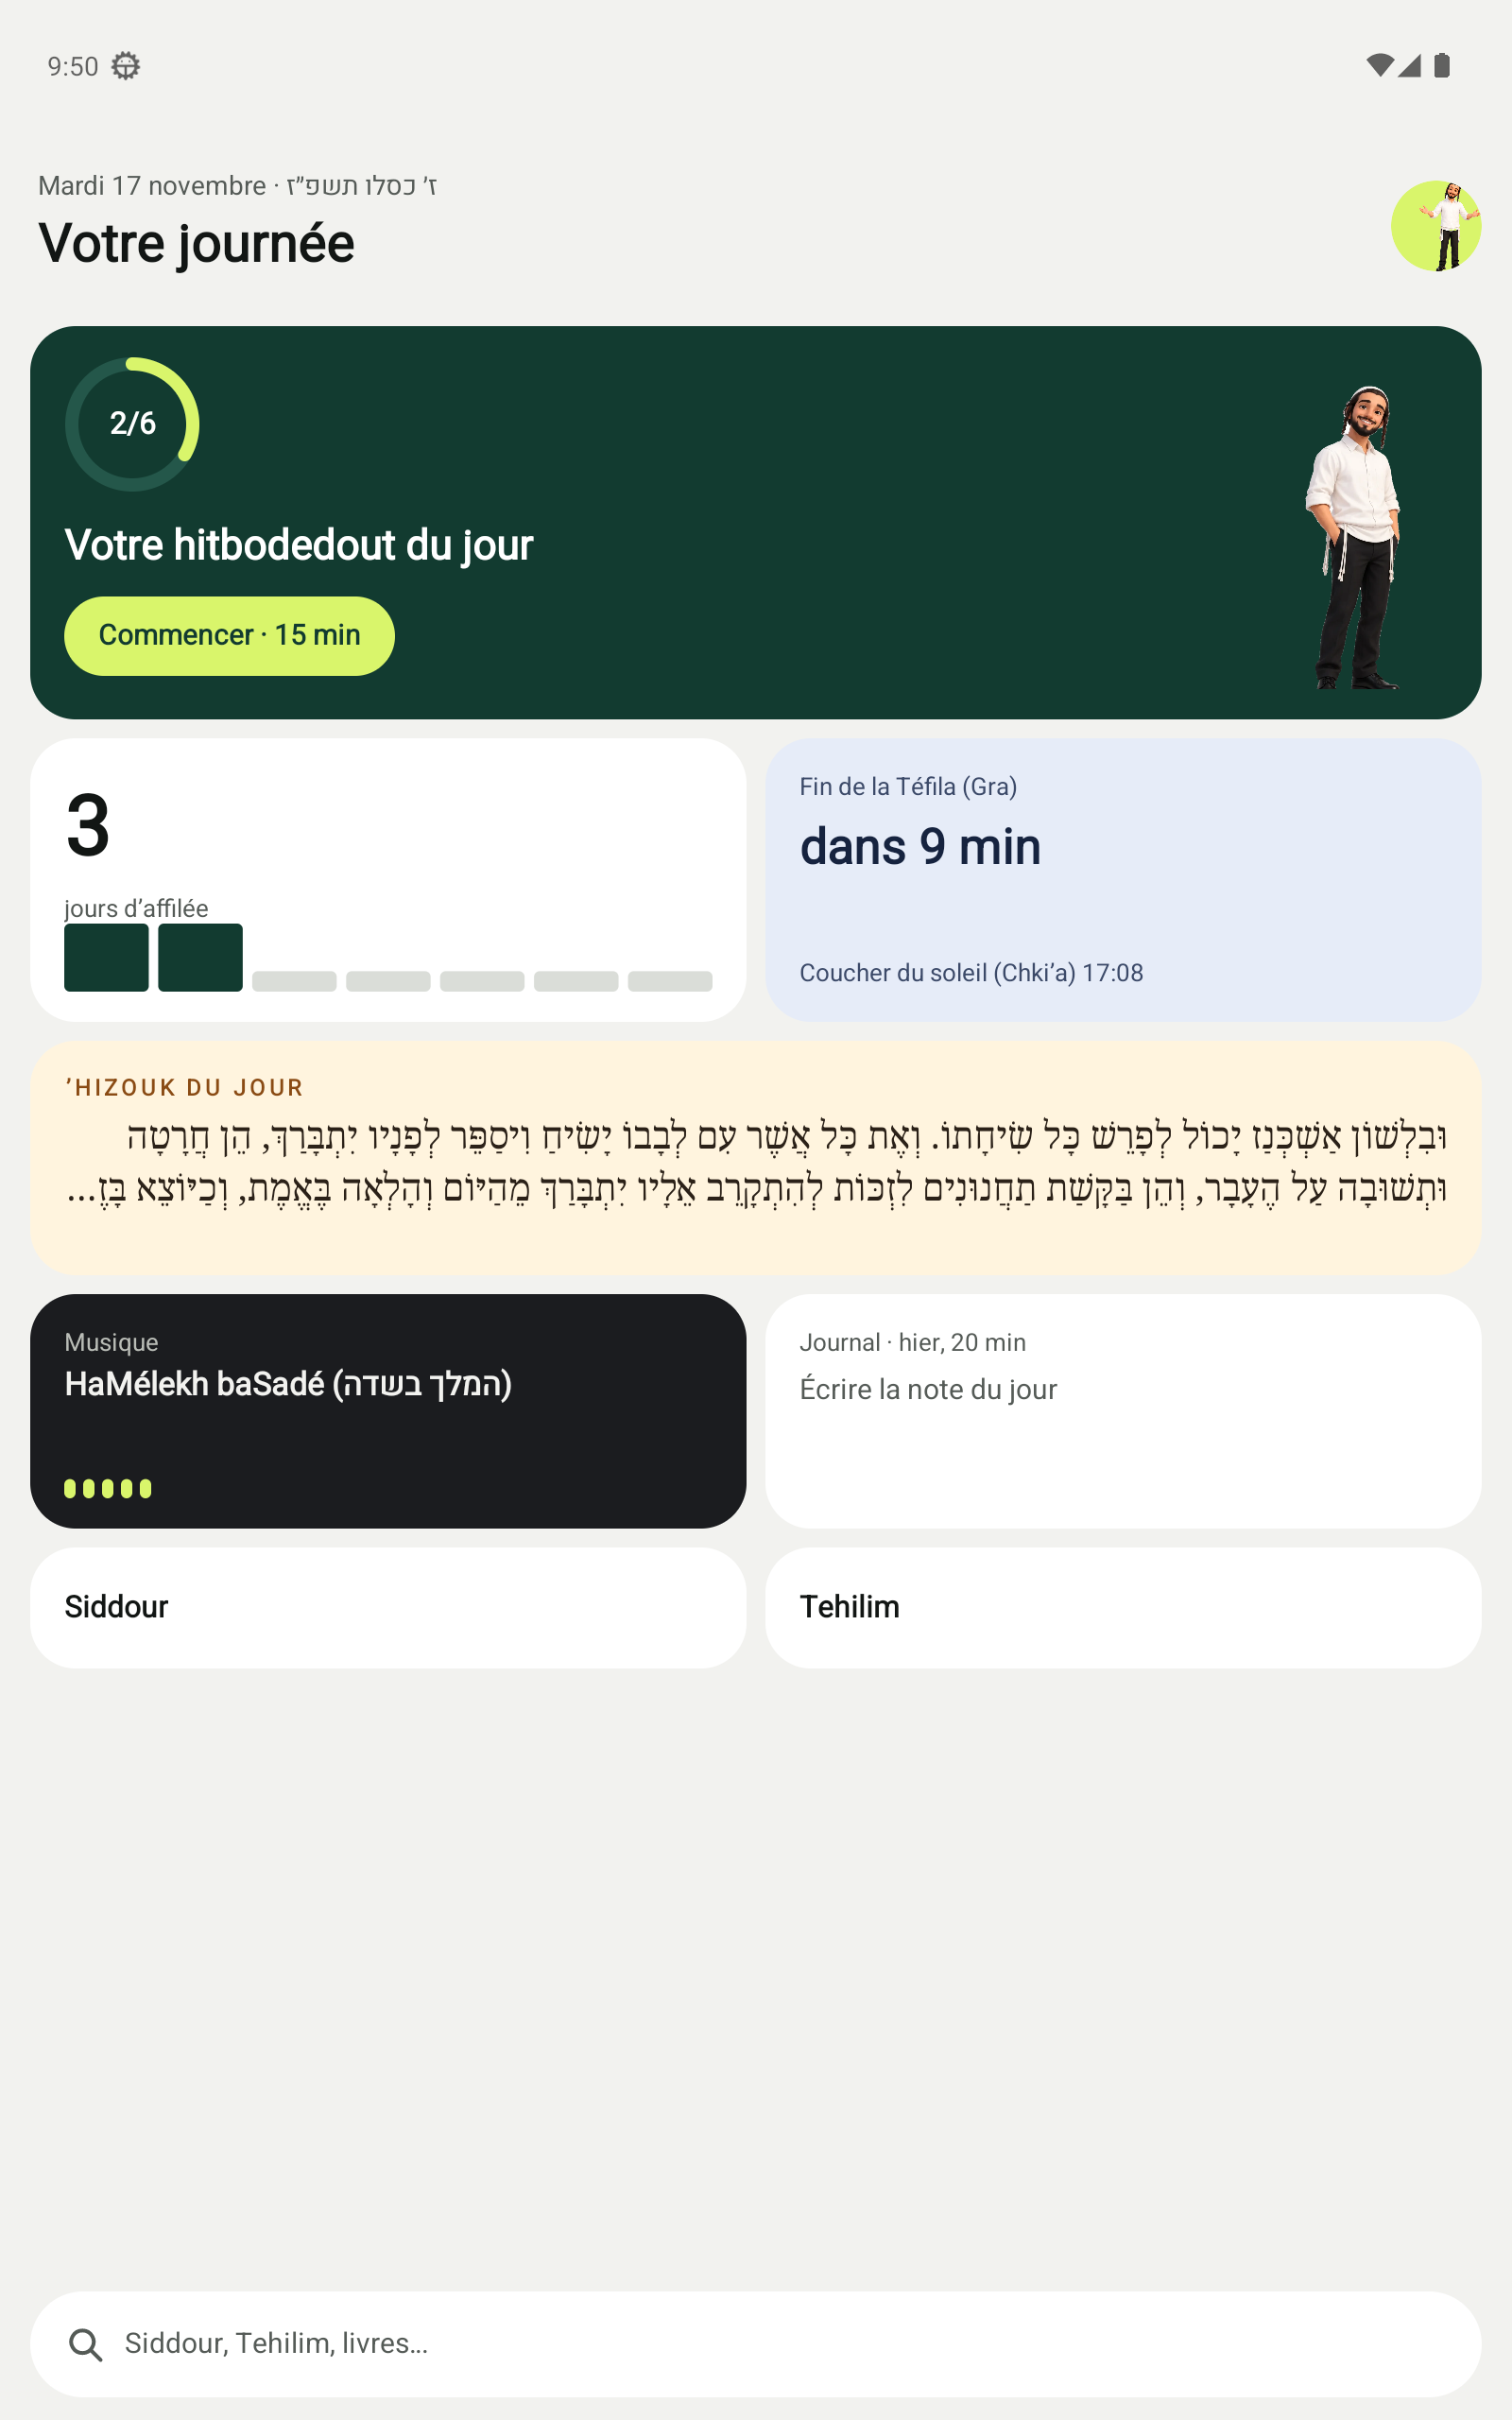 9:50
Mardi 17 novembre · ז׳ כסלו תשפ״ז
Votre journée
2/6
Votre hitbodedout du jour
Commencer · 15 min
3
jours d’affilée
Fin de la Téfila (Gra)
dans 9 min
Coucher du soleil (Chki’a) 17:08
’HIZOUK DU JOUR
וּבִלְשׁוֹן אַשְׁכְּנַז יָכוֹל לְפָרֵשׁ כָּל שִׂיחָתוֹ. וְאֶת כָּל אֲשֶׁר עִם לְבָבוֹ יָשִׂיחַ וִיסַפֵּר לְפָנָיו יִתְבָּרַךְ, הֵן חֲרָטָה
וּתְשׁוּבָה עַל הֶעָבָר, וְהֵן בַּקָּשַׁת תַּחֲנוּנִים לִזְכּוֹת לְהִתְקָרֵב אֵלָיו יִתְבָּרַךְ מֵהַיּוֹם וְהָלְאָה בֶּאֱמֶת, וְכַיּוֹצֵא בָּזֶ...
Musique
HaMélekh baSadé (המלך בשדה)
Journal · hier, 20 min
Écrire la note du jour
Siddour
Tehilim
Siddour, Tehilim, livres…